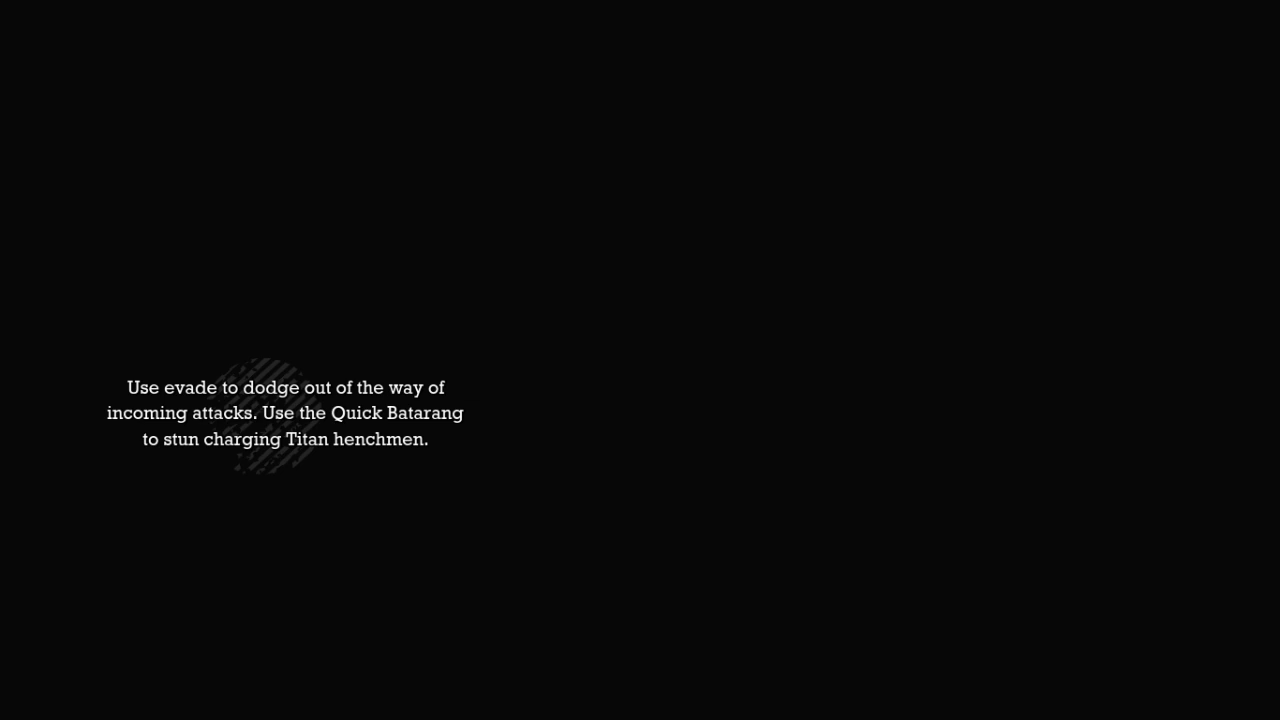 Use evade to dodge out of the way of
incoming attacks. Use the Quick Batarang
to stun charging Titan henchmen.